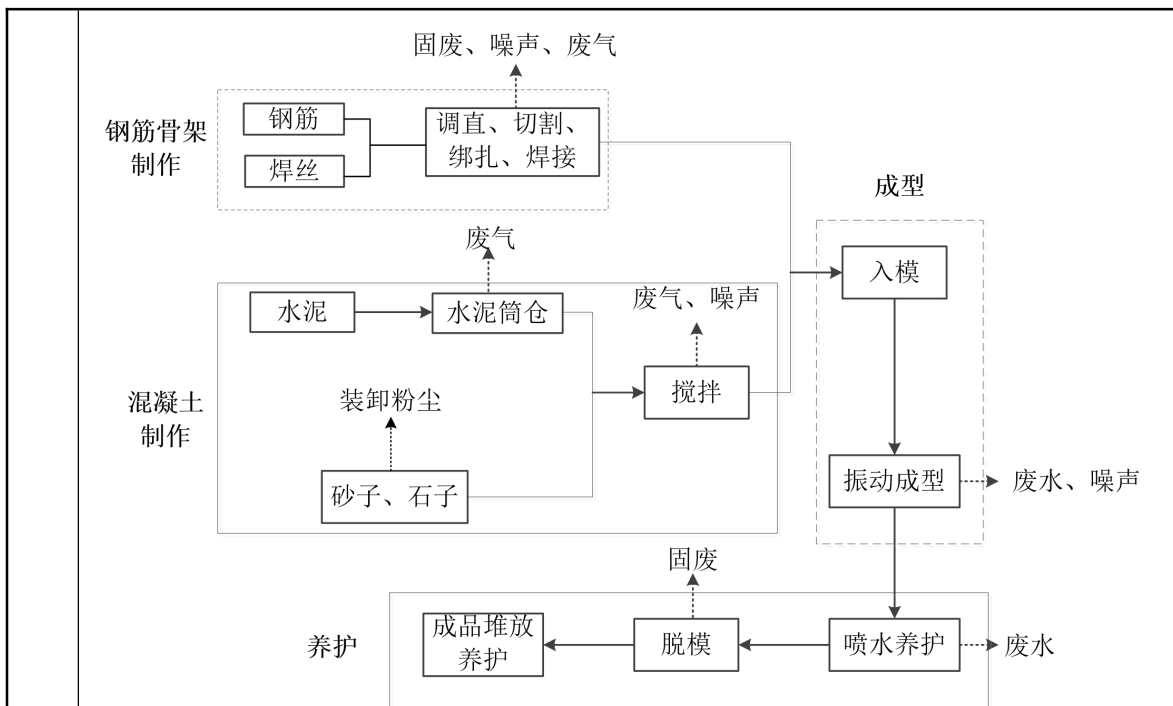 固废、噪声、废气
钢筋骨架
制作
钢筋
焊丝
调直、切割、
绑扎、焊接
成型
废气
入模
水泥
水泥筒仓
废气、噪声
混凝土
制作
装卸粉尘
搅拌
砂子、石子
振动成型
废水、噪声
固废
养护
成品堆放
养护
脱模
喷水养护
废水